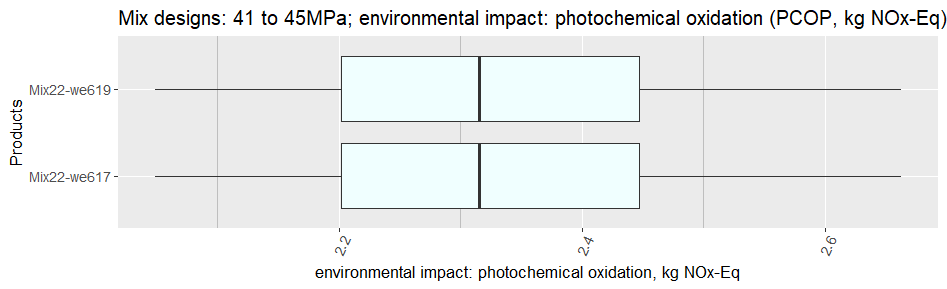 Mix designs: 41 to 45MPa; environmental impact: photochemical oxidation (PCOP, kg NOx-Eq)
Products
Mix22-we619
Mix22-we617
2.2
2.4
2.6
environmental impact: photochemical oxidation, kg NOx-Eq